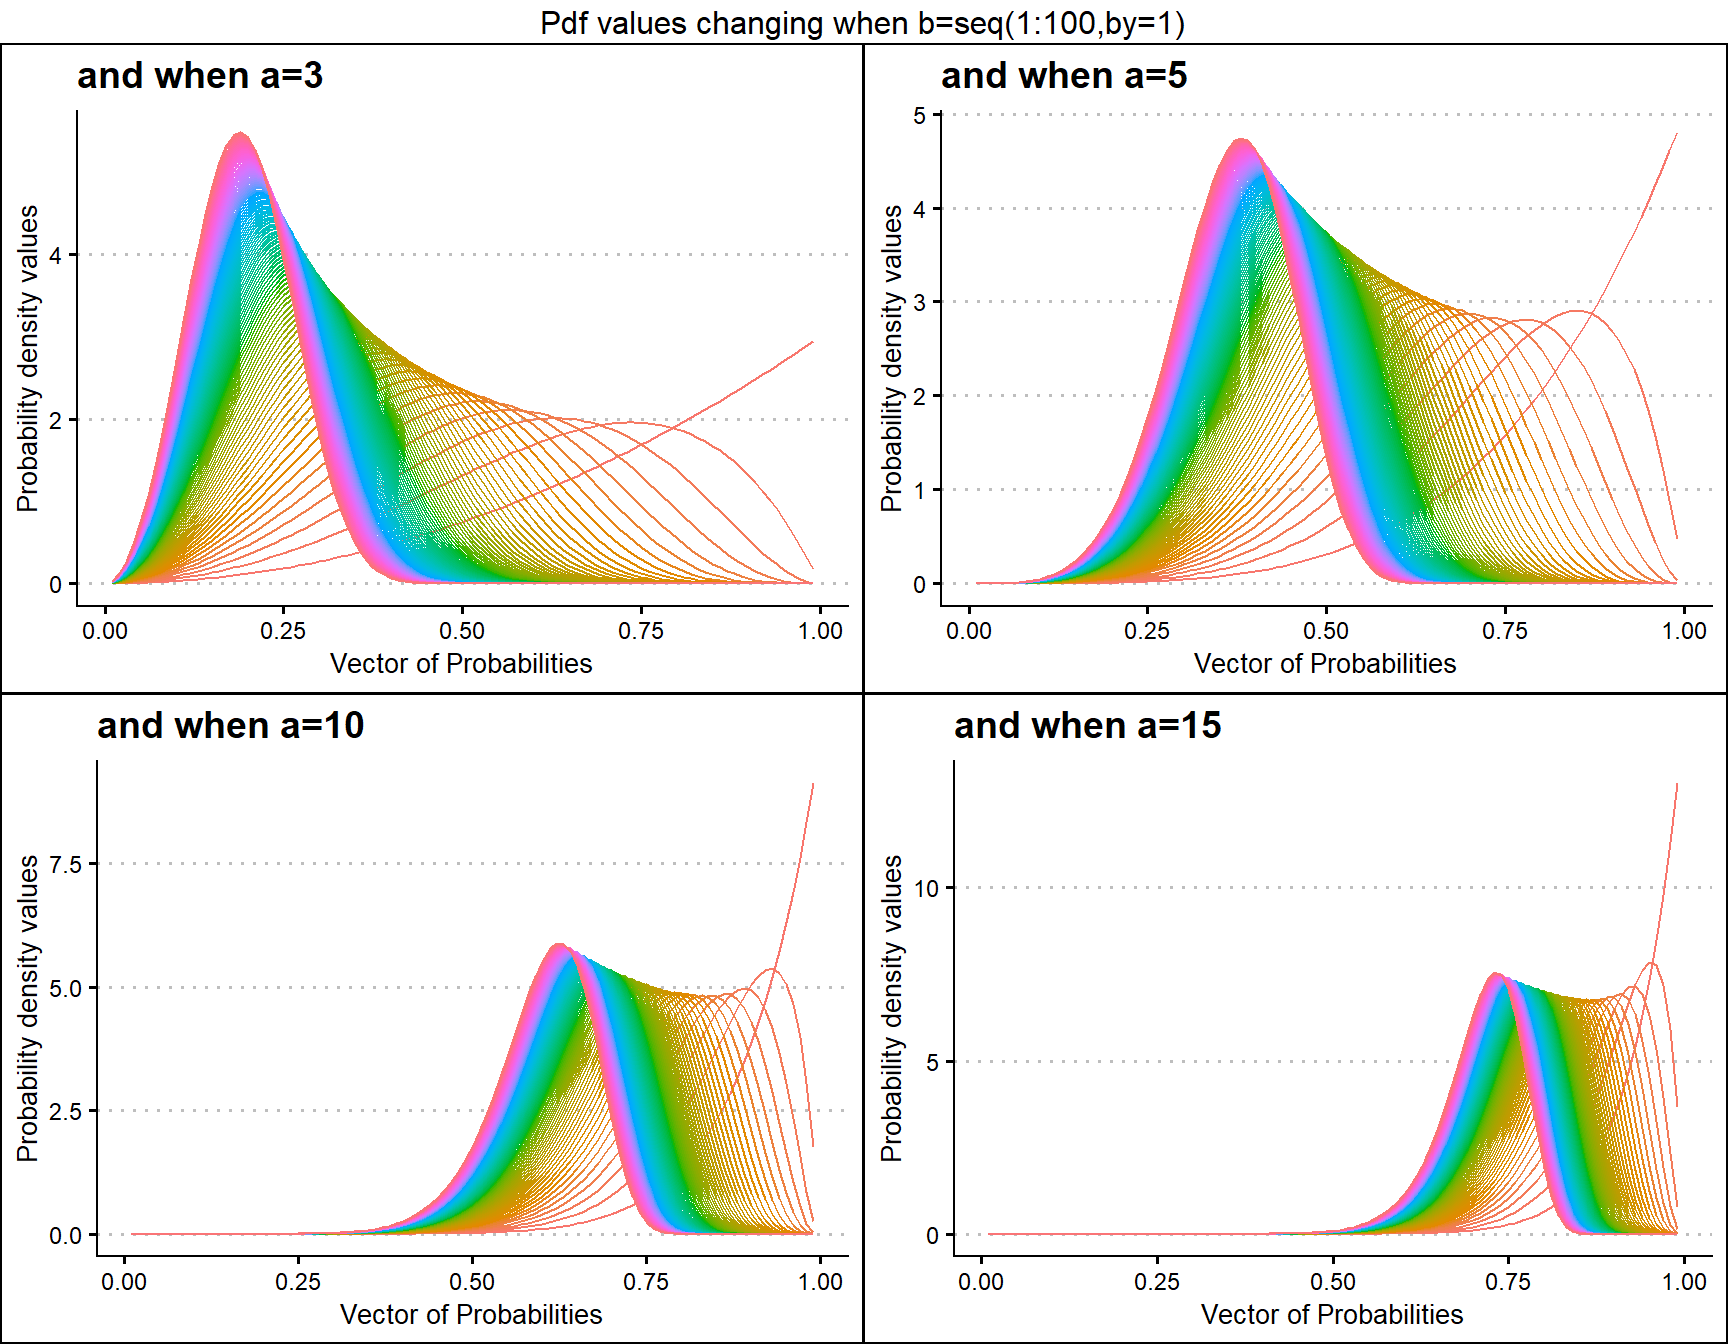 Pdf values changing when b=seq(1:100,by=1)
and when a=3
Probability density values
4
2
0
0.00 0.25 0.50 0.75 1.00
Vector of Probabilities
and when a=5
Probability density values
5
4
3
2
1
0
0.00 0.25 0.50 0.75 1.00
Vector of Probabilities
and when a=10
Probability density values
7.5
5.0
2.5
0.0
0.00 0.25 0.50 0.75 1.00
Vector of Probabilities
and when a=15
Probability density values
10
5
0
0.00 0.25 0.50 0.75 1.00
Vector of Probabilities